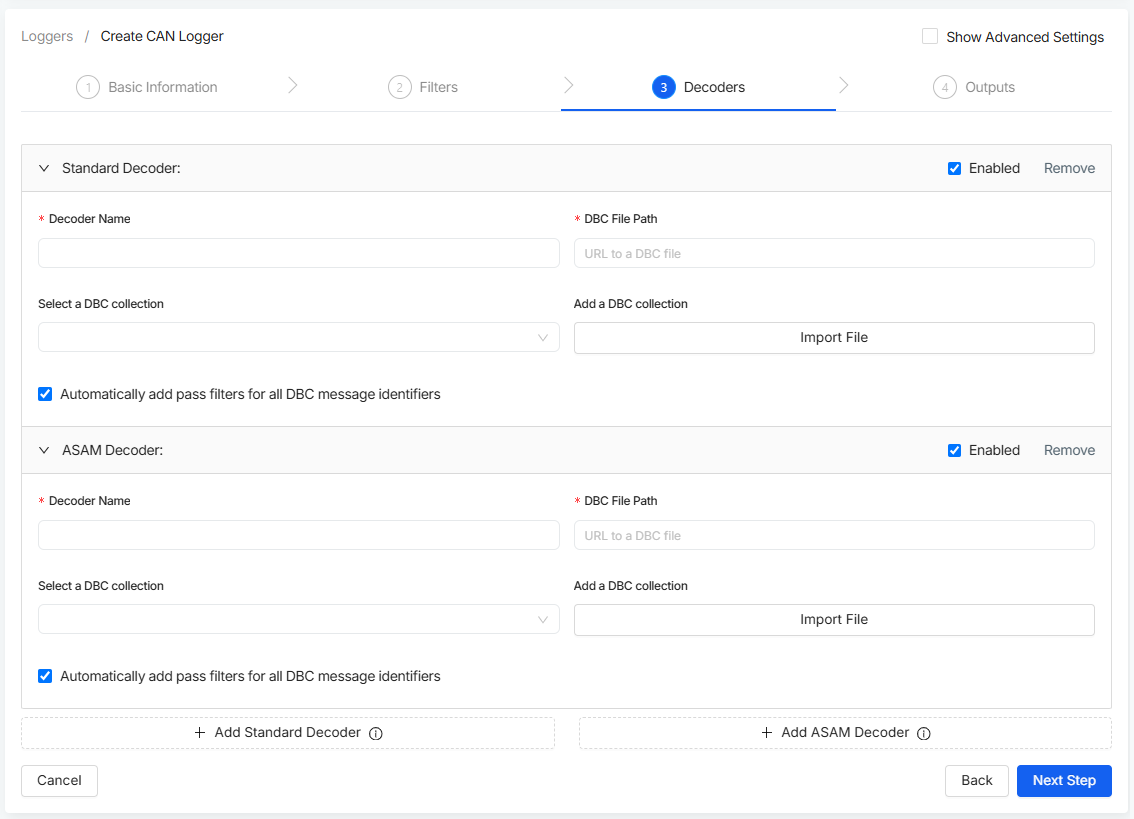 Loggers / Create CAN Logger
Show Advanced Settings
1 Basic Information
2 Filters
3 Decoders
4 Outputs
Standard Decoder:
Enabled
Remove
* Decoder Name
* DBC File Path
URL to a DBC file
Select a DBC collection
Add a DBC collection
Import File
Automatically add pass filters for all DBC message identifiers
ASAM Decoder:
Enabled
Remove
* Decoder Name
* DBC File Path
URL to a DBC file
Select a DBC collection
Add a DBC collection
Import File
Automatically add pass filters for all DBC message identifiers
+ Add Standard Decoder
+ Add ASAM Decoder
Cancel
Back
Next Step